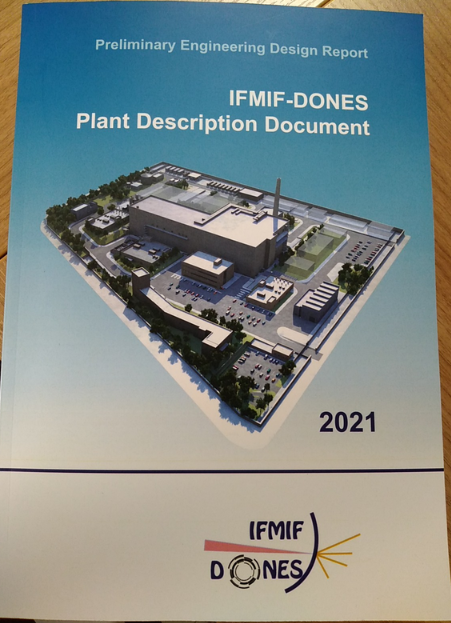 Preliminary Engineering Design Report
IFMIF-DONES
Plant Description Document
2021
IFMIF
DONES